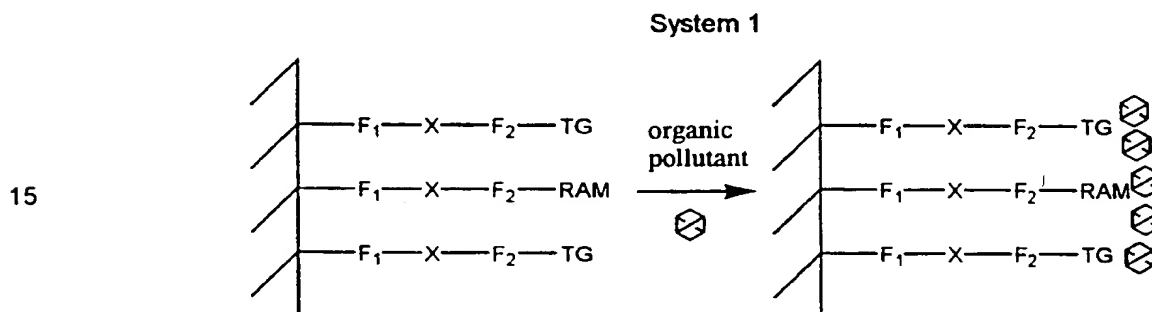 System 1
F₁—X—F₂—TG
F₁—X—F₂—TG
organic
pollutant
15
F₁—X—F₂—RAM
F₁—X—F₂—RAM
F₁—X—F₂—TG
F₁—X—F₂—TG